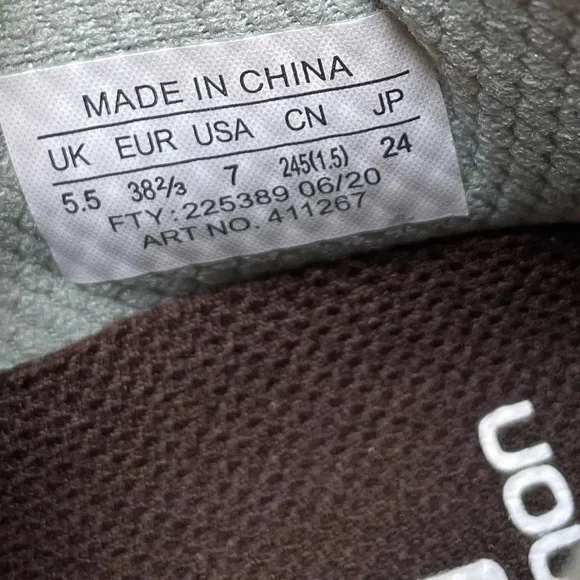 MADE IN CHINA
UK EUR USA CN JP
5.5 38⅔ 7 245(1.5) 24
FTY: 225389 06/20
ART NO. 411267